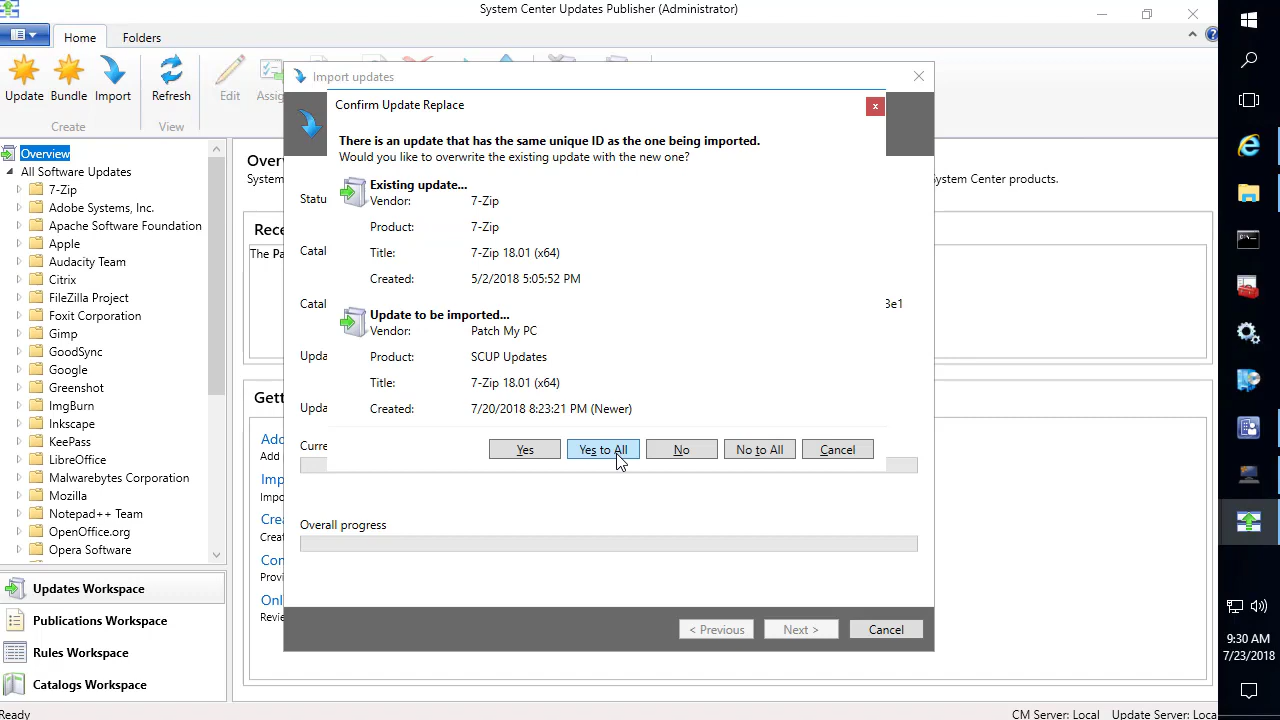 System Center Updates Publisher (Administrator)
Home
Folders
Update
Bundle
Import
Refresh
Edit
Assig
Create
View
Overview
All Software Updates
7-Zip
Adobe Systems, Inc.
Apache Software Foundation
Apple
Audacity Team
Citrix
FileZilla Project
Foxit Corporation
Gimp
GoodSync
Google
Greenshot
ImgBurn
Inkscape
KeePass
LibreOffice
Malwarebytes Corporation
Mozilla
Notepad++ Team
OpenOffice.org
Opera Software
Updates Workspace
Publications Workspace
Rules Workspace
Catalogs Workspace
Ready
Overv
System
ystem Center products.
Rece
The Pa
Gett
Add
Add
Imp
Impo
Crea
Creat
Con
Provi
Onli
Revie
Import updates
Statu
Catal
Catal
3e1
Upda
Upda
Curre
Overall progress
< Previous
Next >
Cancel
Confirm Update Replace
x
There is an update that has the same unique ID as the one being imported.
Would you like to overwrite the existing update with the new one?
Existing update...
Vendor: 7-Zip
Product: 7-Zip
Title: 7-Zip 18.01 (x64)
Created: 5/2/2018 5:05:52 PM
Update to be imported...
Vendor: Patch My PC
Product: SCUP Updates
Title: 7-Zip 18.01 (x64)
Created: 7/20/2018 8:23:21 PM (Newer)
Yes
Yes to All
No
No to All
Cancel
CM Server: Local
Update Server: Loca
9:30 AM
7/23/2018